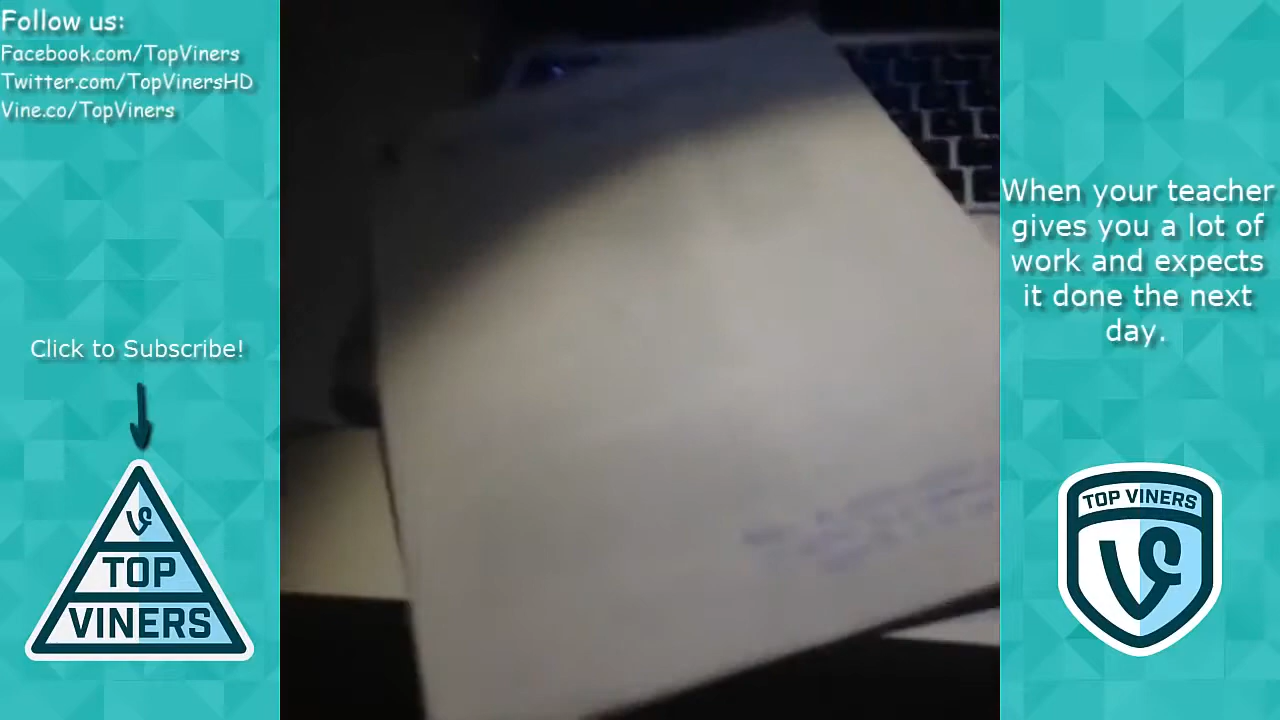 Follow us:
Facebook.com/TopViners
Twitter.com/TopVinersHD
Vine.co/TopViners
Click to Subscribe!
TOP
VINERS
When your teacher
gives you a lot of
work and expects
it done the next
day.
TOP VINERS